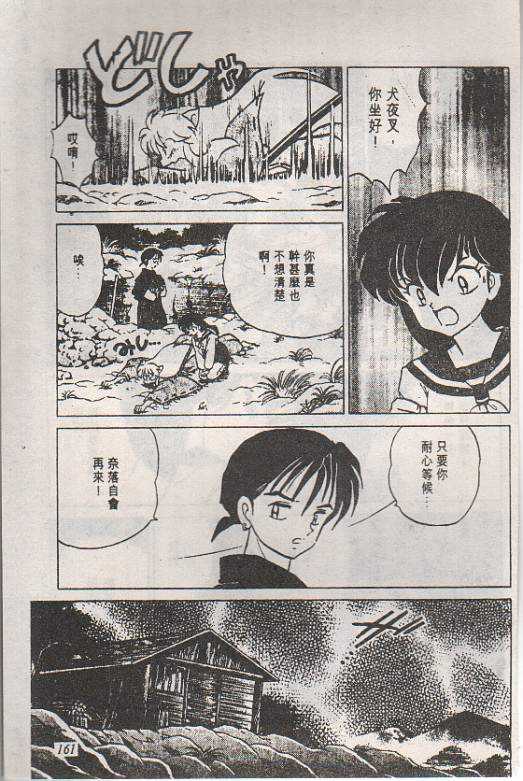 犬夜叉，
你坐好！
どしゃ
哎唷！
你真是
幹甚麼也
不想清楚
啊！
唉…
みし…
只要你
耐心等候…
奈落自會
再來！
161